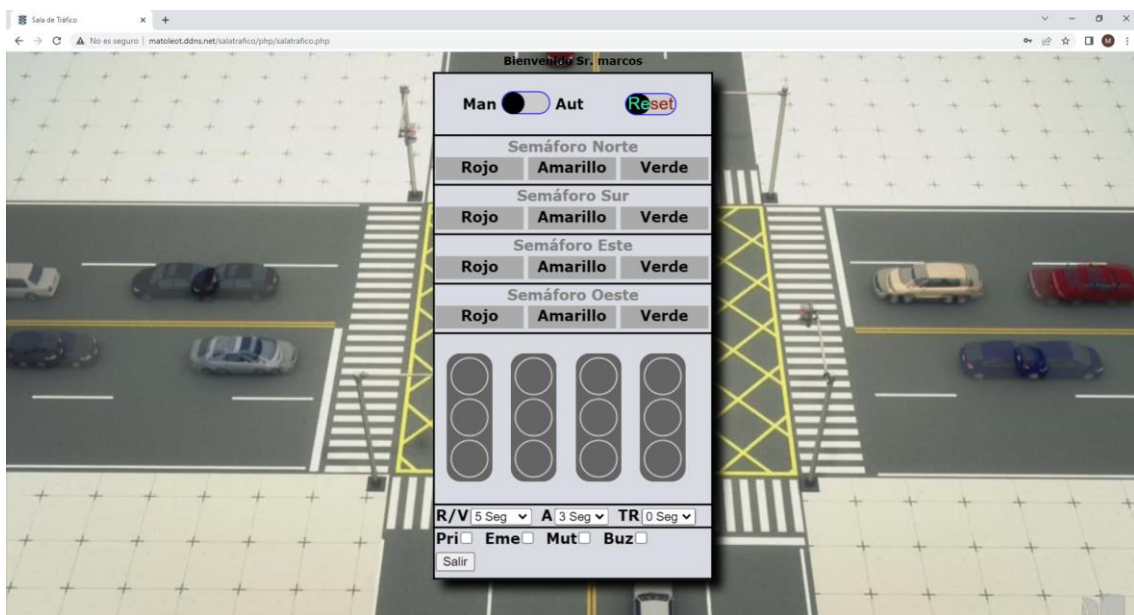 Sala de Tráfico
No es seguro | matoleot.ddns.net/salatrafico/php/salatrafico.php
M
Bienvenido Sr. marcos
Man Aut Reset
Semáforo Norte
Rojo Amarillo Verde
Semáforo Sur
Rojo Amarillo Verde
Semáforo Este
Rojo Amarillo Verde
Semáforo Oeste
Rojo Amarillo Verde
R/V 5 Seg A 3 Seg TR 0 Seg
Pri Eme Mut Buz
Salir